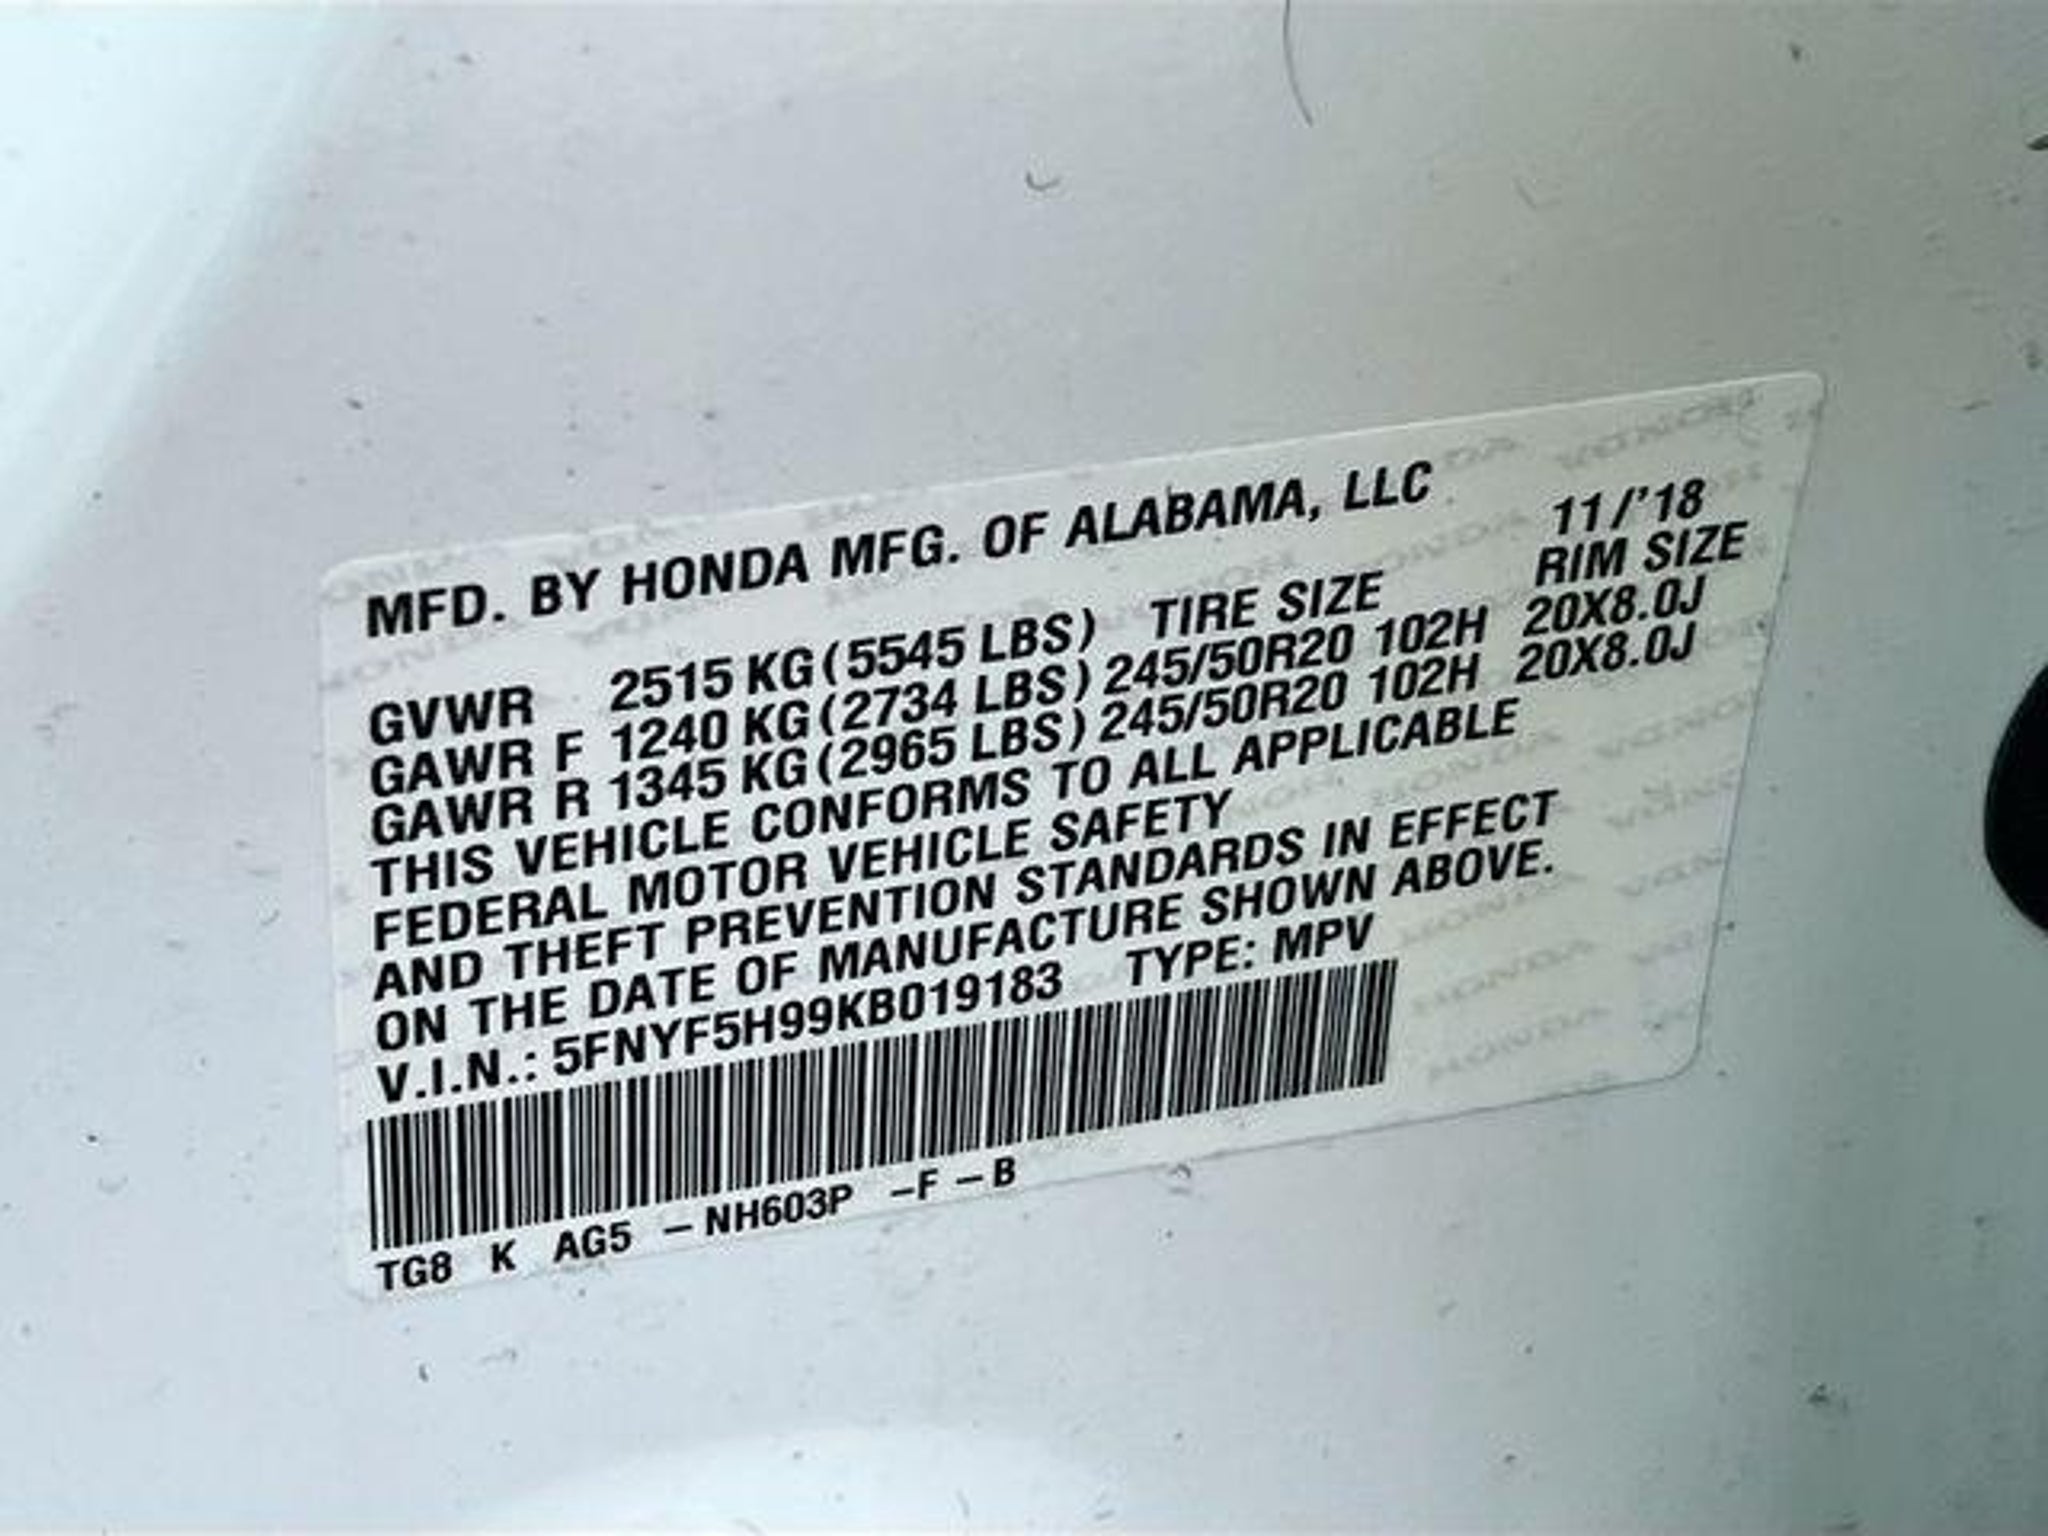 MFD. BY HONDA MFG. OF ALABAMA, LLC
11/'18
TIRE SIZE RIM SIZE
GVWR 2515 KG (5545 LBS)
GAWR F 1240 KG (2734 LBS) 245/50R20 102H 20X8.0J
GAWR R 1345 KG (2965 LBS) 245/50R20 102H 20X8.0J
THIS VEHICLE CONFORMS TO ALL APPLICABLE
FEDERAL MOTOR VEHICLE SAFETY
AND THEFT PREVENTION STANDARDS IN EFFECT
ON THE DATE OF MANUFACTURE SHOWN ABOVE.
V.I.N.: 5FNYF5H99KB019183 TYPE: MPV
TG8 K AG5 – NH603P –F – B